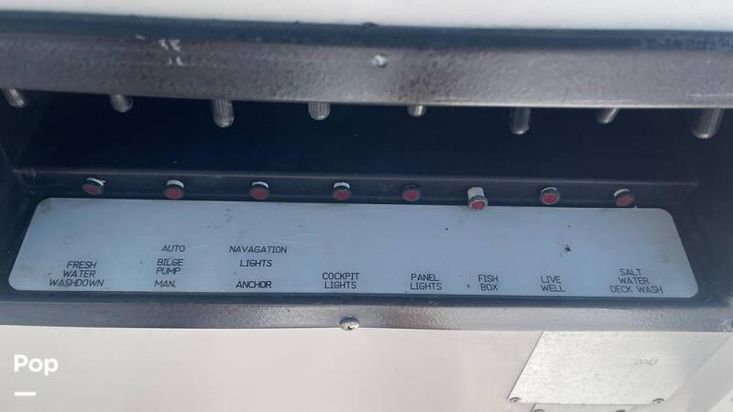 FRESH
WATER
WASHDOWN
AUTO
BILGE
PUMP
MAN.
NAVAGATION
LIGHTS
ANCHOR
COCKPIT
LIGHTS
PANEL
LIGHTS
FISH
BOX
LIVE
WELL
SALT
WATER
DECK WASH
Pop